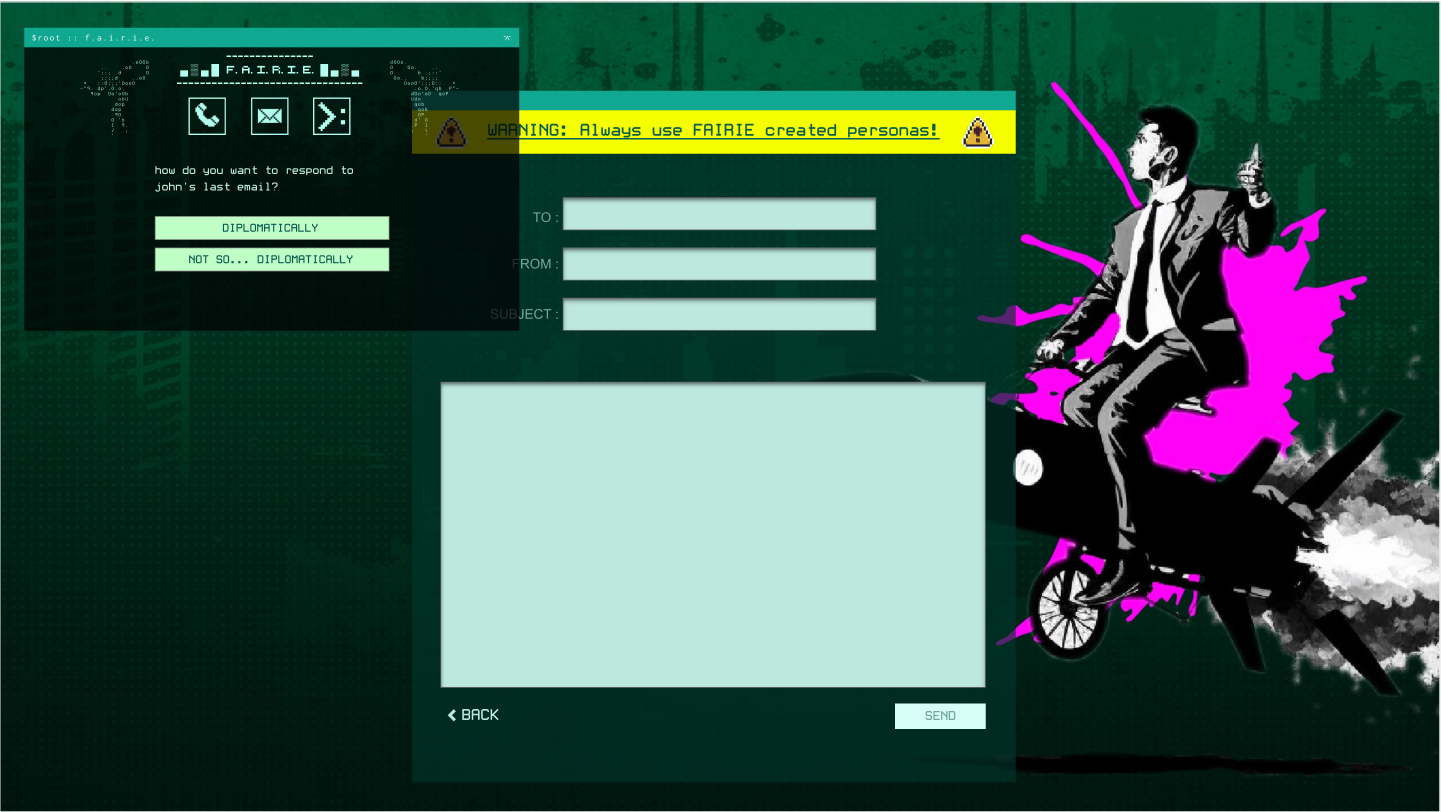 $root :: f.a.i.r.i.e.
F.A.I.R.I.E.
WARNING: Always use FAIRIE created personas!
how do you want to respond to
john's last email?
DIPLOMATICALLY
NOT SO... DIPLOMATICALLY
TO :
FROM :
SUBJECT :
BACK
SEND